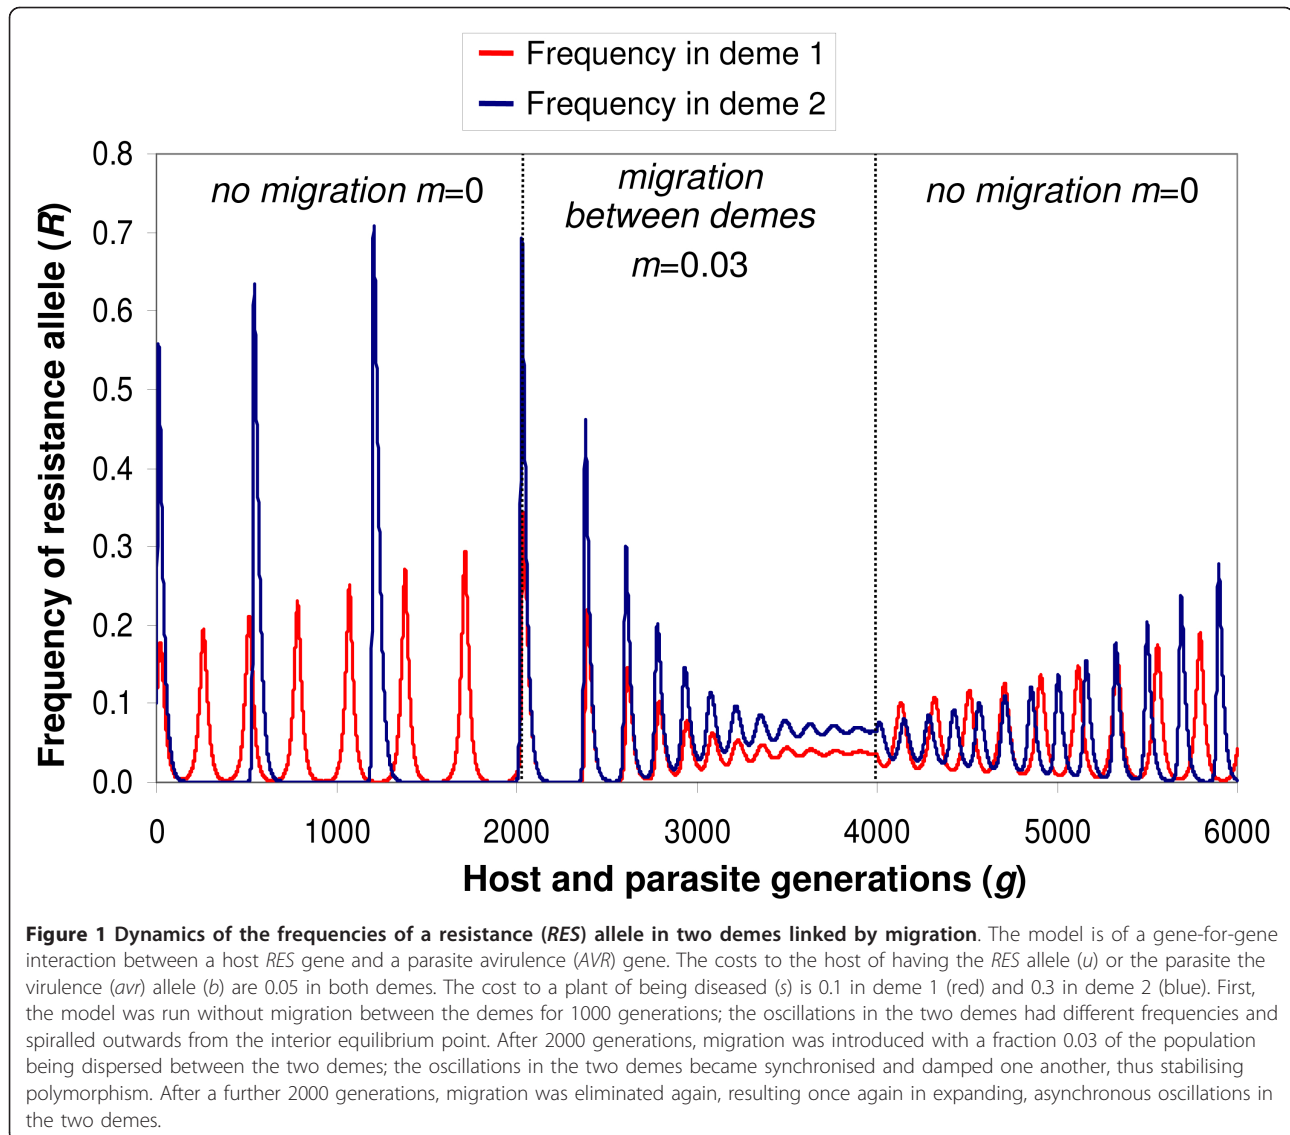 Frequency in deme 1
Frequency in deme 2
0.8
0.7
0.6
0.5
0.4
0.3
0.2
0.1
0.0
Frequency of resistance allele (R)
no migration m=0
migration
between demes
m=0.03
no migration m=0
0 1000 2000 3000 4000 5000 6000
Host and parasite generations (g)
Figure 1 Dynamics of the frequencies of a resistance (RES) allele in two demes linked by migration. The model is of a gene-for-gene
interaction between a host RES gene and a parasite avirulence (AVR) gene. The costs to the host of having the RES allele (u) or the parasite the
virulence (avr) allele (b) are 0.05 in both demes. The cost to a plant of being diseased (s) is 0.1 in deme 1 (red) and 0.3 in deme 2 (blue). First,
the model was run without migration between the demes for 1000 generations; the oscillations in the two demes had different frequencies and
spiralled outwards from the interior equilibrium point. After 2000 generations, migration was introduced with a fraction 0.03 of the population
being dispersed between the two demes; the oscillations in the two demes became synchronised and damped one another, thus stabilising
polymorphism. After a further 2000 generations, migration was eliminated again, resulting once again in expanding, asynchronous oscillations in
the two demes.